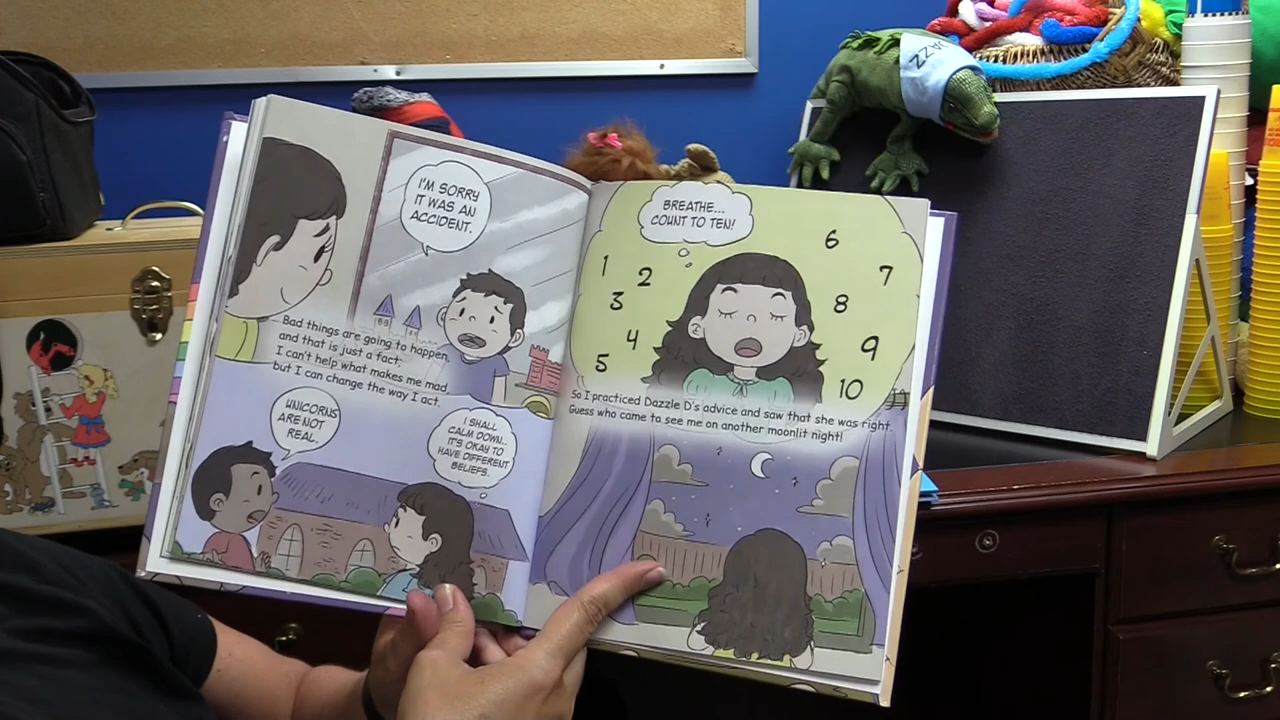 JAZZ
I'M SORRY
IT WAS AN
ACCIDENT.
Bad things are going to happen,
and that is just a fact;
I can't help what makes me mad,
but I can change the way I act.
UNICORNS
ARE NOT
REAL.
I SHALL
CALM DOWN..
IT'S OKAY TO
HAVE DIFFERENT
BELIEFS.
BREATHE...
COUNT TO TEN!
1
2
3
4
5
6
7
8
9
10
So I practiced Dazzle D's advice and saw that she was right.
Guess who came to see me on another moonlit night!